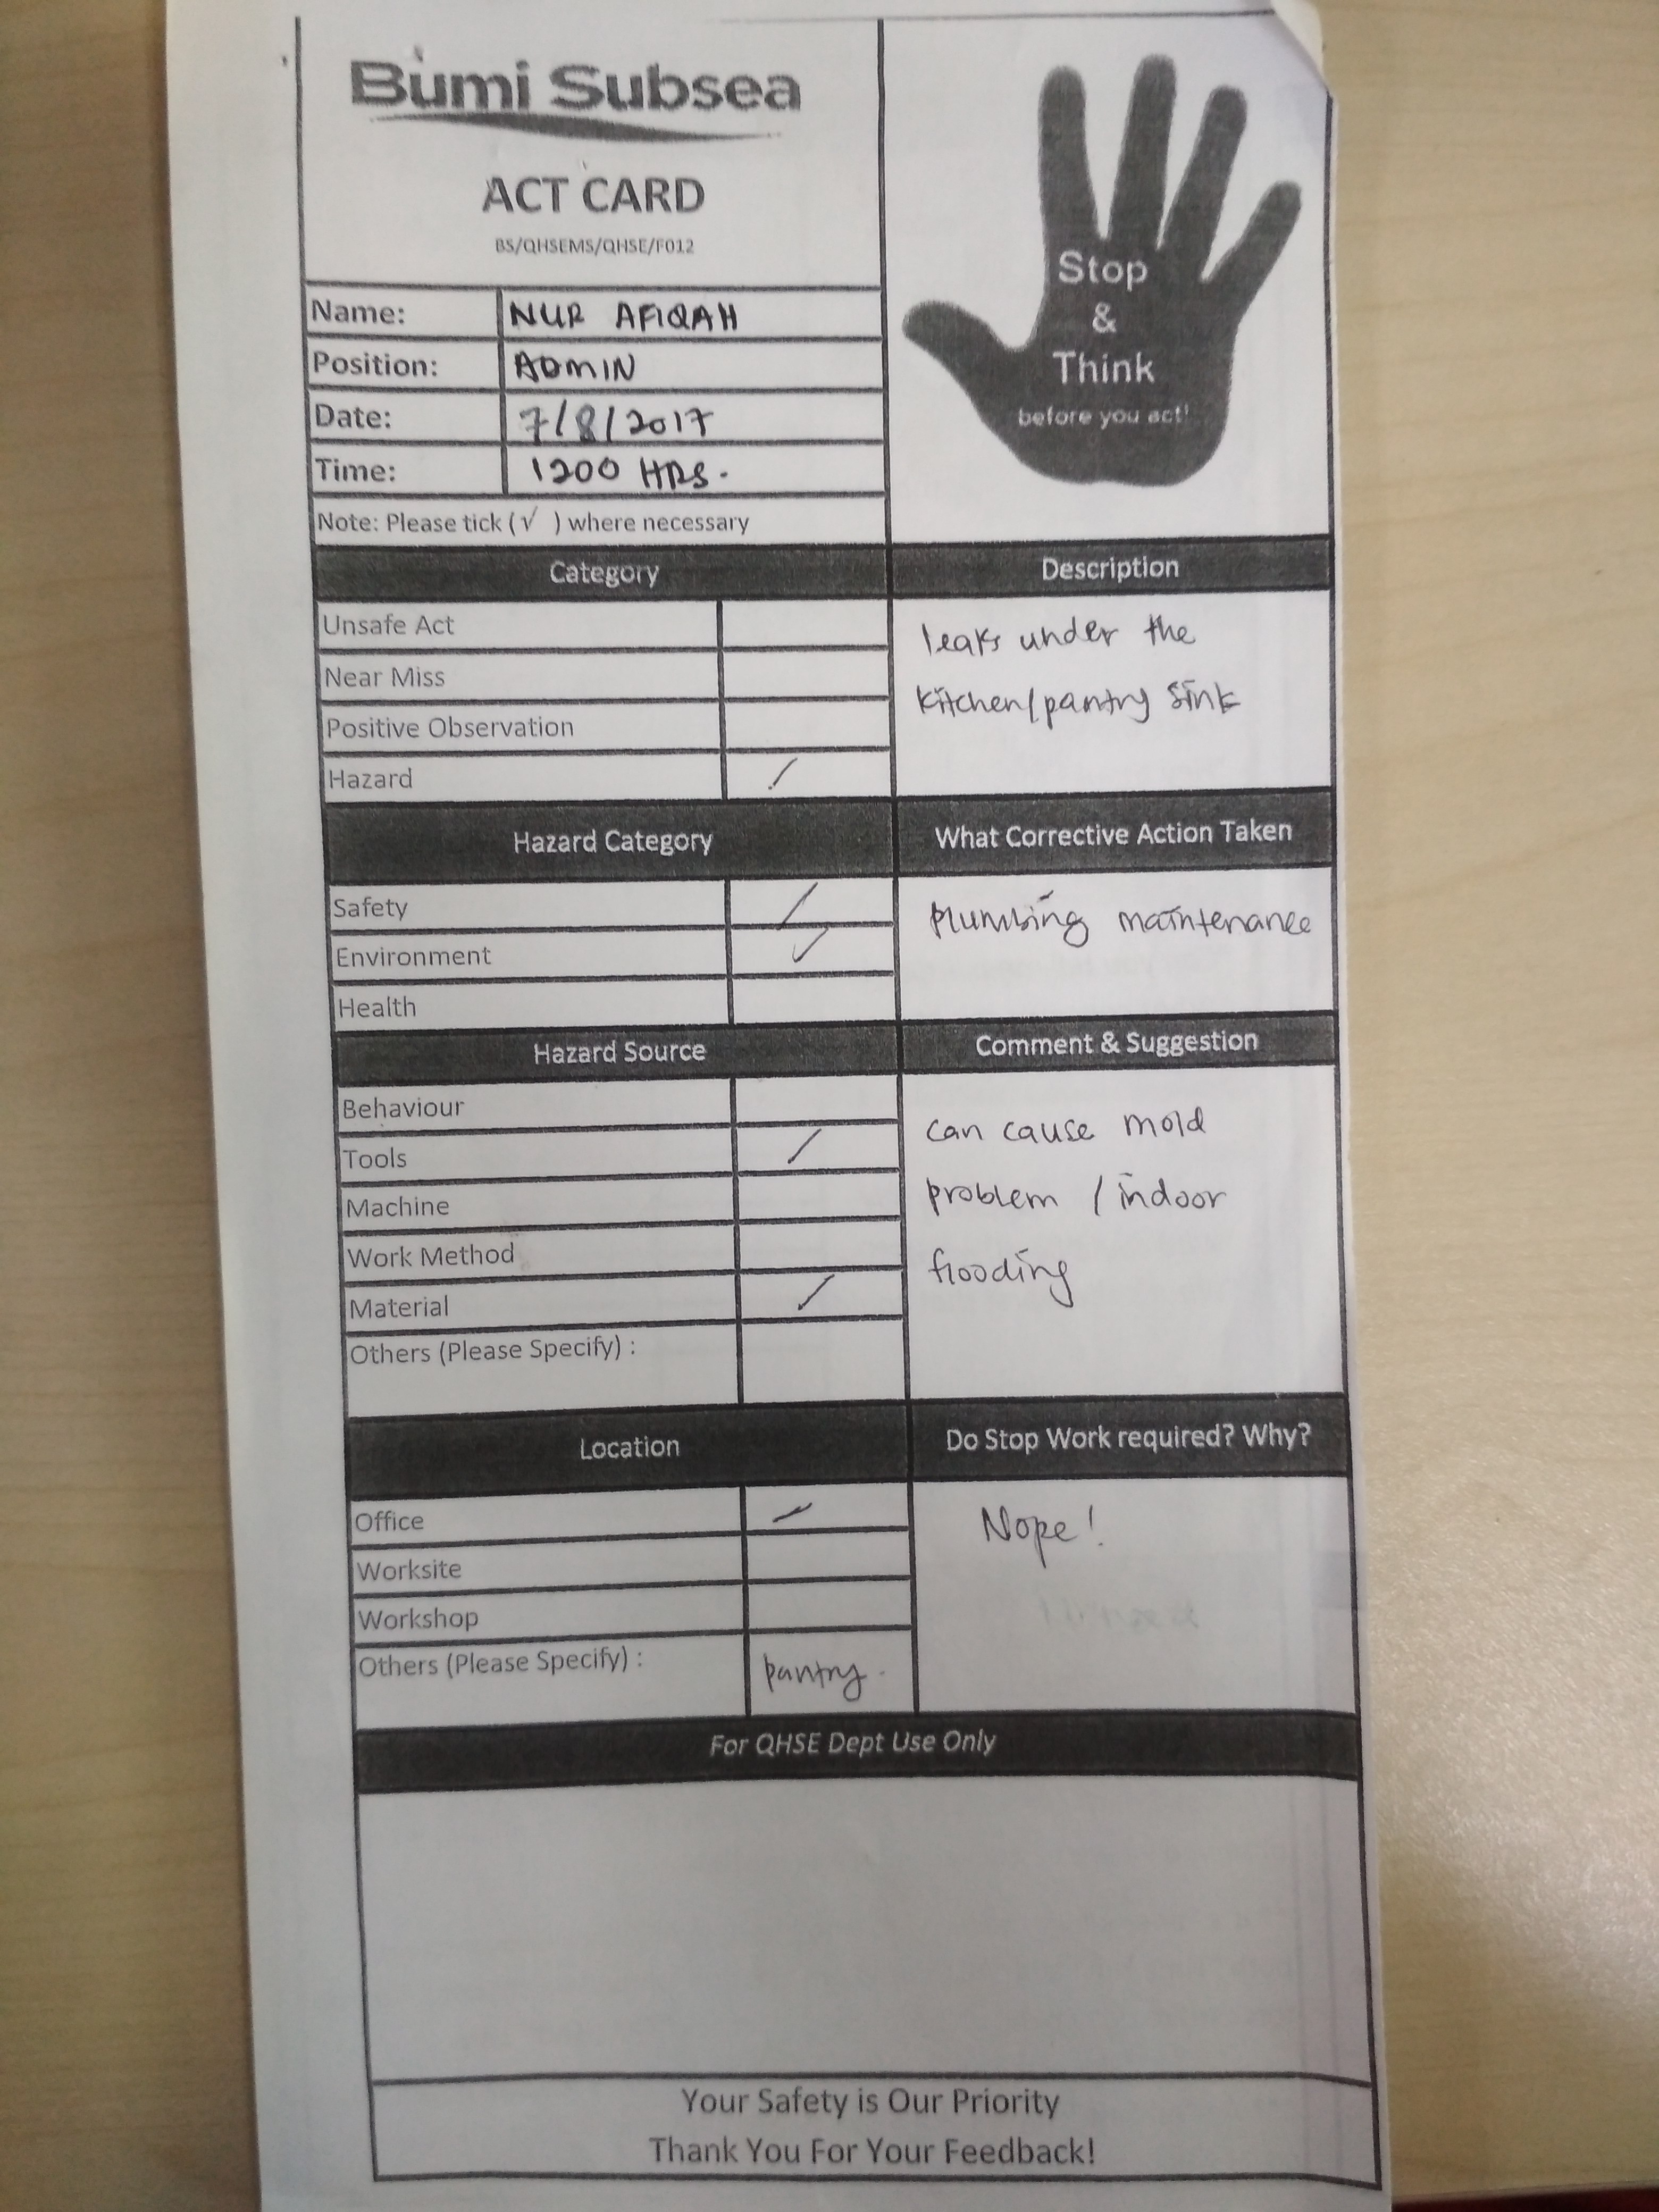 Bumi Subsea
ACT CARD
BS/QHSEMS/QHSE/F012
Stop
&
Think
before you act!
Name: NUR AFIQAH
Position: ADMIN
Date: 7/8/2017
Time: 1200 HRS.
Note: Please tick (√ ) where necessary
Category
Unsafe Act
Near Miss
Positive Observation
Hazard /
Description
leaks under the
kitchen/pantry sink
Hazard Category
Safety /
Environment ✓
Health
What Corrective Action Taken
plumbing maintenance
Hazard Source
Behaviour
Tools /
Machine
Work Method
Material /
Others (Please Specify) :
Comment & Suggestion
can cause mold
problem / indoor
flooding
Location
Office /
Worksite
Workshop
Others (Please Specify) : pantry.
Do Stop Work required? Why?
Nope!
For QHSE Dept Use Only
Your Safety is Our Priority
Thank You For Your Feedback!